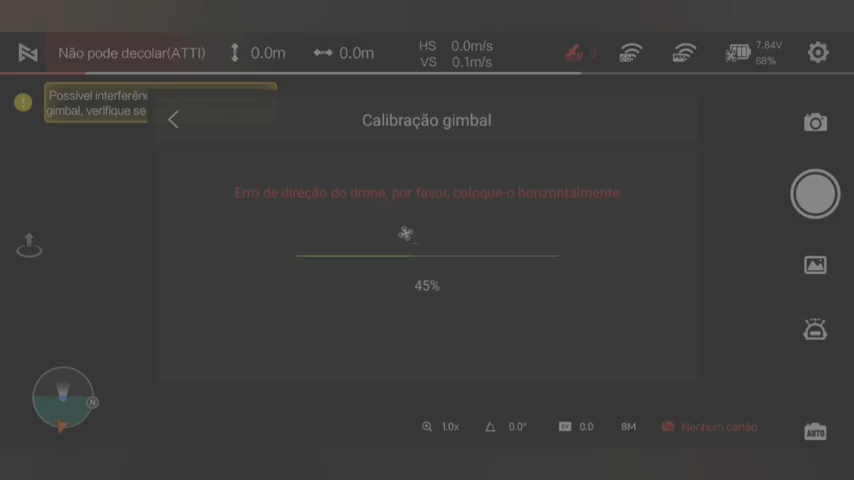 Não pode decolar(ATTI)
0.0m
0.0m
HS 0.0m/s
VS 0.1m/s
6
7.84V
68%
Possível
gimbal, verifique se
Calibração gimbal
Erro de direção do drone, por favor, coloque-o horizontalmente
45%
N
1.0x
0.0°
EV 0.0
8M
Nenhum cartão
AUTO